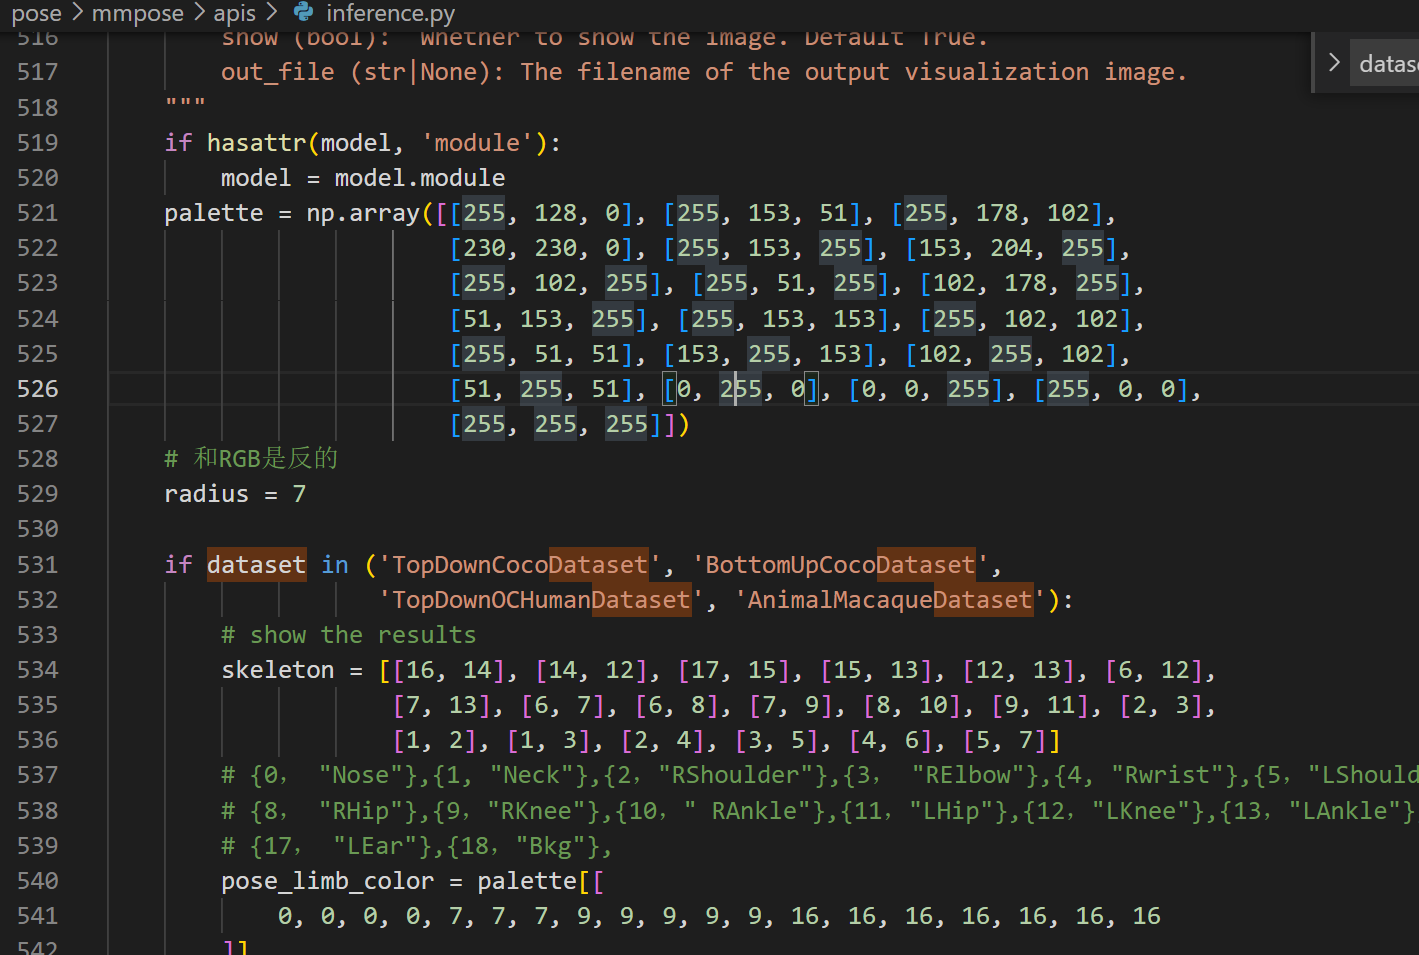 pose > mmpose > apis > inference.py
516 show (bool): Whether to show the image. Default True.
datas
517 out_file (str|None): The filename of the output visualization image.
518 """
519 if hasattr(model, 'module'):
520 model = model.module
521 palette = np.array([[255, 128, 0], [255, 153, 51], [255, 178, 102],
522 [230, 230, 0], [255, 153, 255], [153, 204, 255],
523 [255, 102, 255], [255, 51, 255], [102, 178, 255],
524 [51, 153, 255], [255, 153, 153], [255, 102, 102],
525 [255, 51, 51], [153, 255, 153], [102, 255, 102],
526 [51, 255, 51], [0, 255, 0], [0, 0, 255], [255, 0, 0],
527 [255, 255, 255]])
528 # 和RGB是反的
529 radius = 7
530
531 if dataset in ('TopDownCocoDataset', 'BottomUpCocoDataset',
532 'TopDownOCHumanDataset', 'AnimalMacaqueDataset'):
533 # show the results
534 skeleton = [[16, 14], [14, 12], [17, 15], [15, 13], [12, 13], [6, 12],
535 [7, 13], [6, 7], [6, 8], [7, 9], [8, 10], [9, 11], [2, 3],
536 [1, 2], [1, 3], [2, 4], [3, 5], [4, 6], [5, 7]]
537 # {0， "Nose"},{1, "Neck"},{2，"RShoulder"},{3， "RElbow"},{4, "Rwrist"},{5，"LShould
538 # {8， "RHip"},{9，"RKnee"},{10，" RAnkle"},{11，"LHip"},{12，"LKnee"},{13，"LAnkle"}
539 # {17， "LEar"},{18，"Bkg"},
540 pose_limb_color = palette[[
541 0, 0, 0, 0, 7, 7, 7, 9, 9, 9, 9, 9, 16, 16, 16, 16, 16, 16, 16
542 ]]